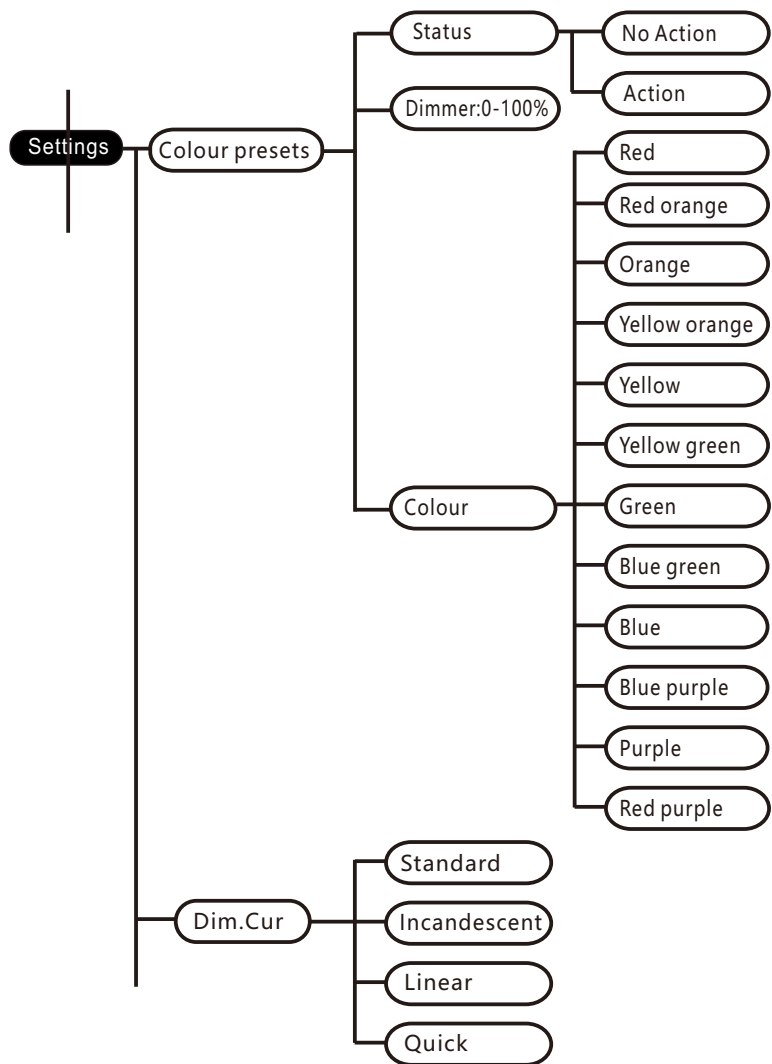 Settings
Colour presets
Status
No Action
Action
Dimmer:0-100%
Colour
Red
Red orange
Orange
Yellow orange
Yellow
Yellow green
Green
Blue green
Blue
Blue purple
Purple
Red purple
Dim.Cur
Standard
Incandescent
Linear
Quick